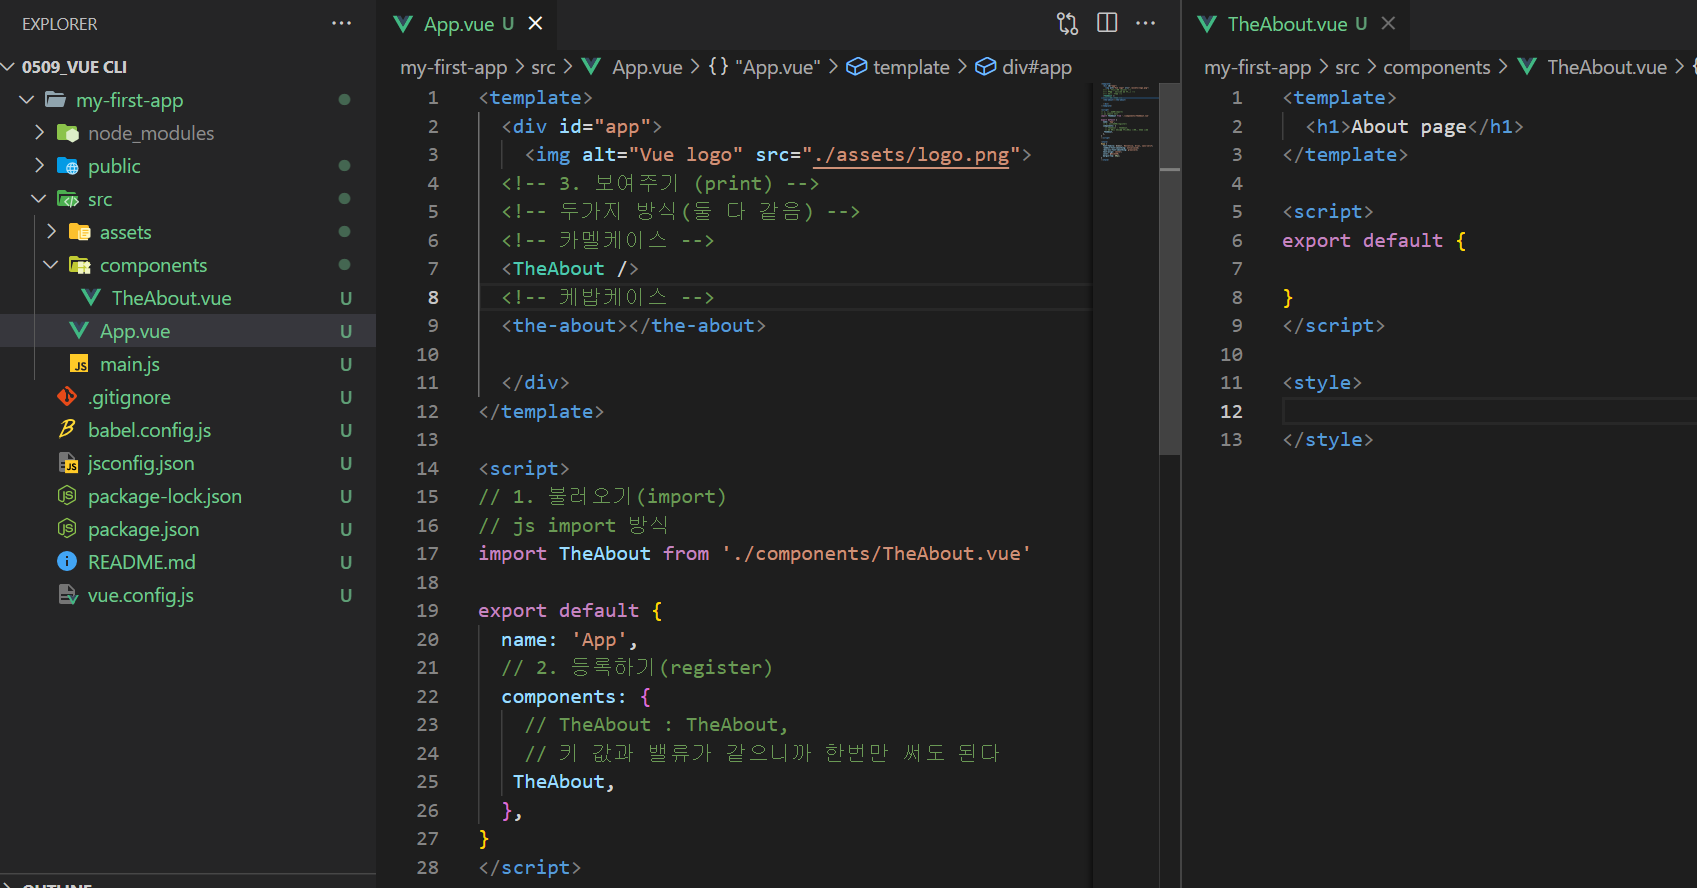 EXPLORER
0509_VUE CLI
my-first-app
node_modules
public
src
assets
components
TheAbout.vue U
App.vue U
main.js U
.gitignore U
babel.config.js U
jsconfig.json U
package-lock.json U
package.json U
README.md U
vue.config.js U
OUTLINE
App.vue U
my-first-app > src > App.vue > {} "App.vue" > template > div#app
1 <template>
2 <div id="app">
3 <img alt="Vue logo" src="./assets/logo.png">
4 <!-- 3. 보여주기 (print) -->
5 <!-- 두가지 방식(둘 다 같음) -->
6 <!-- 카멜케이스 -->
7 <TheAbout />
8 <!-- 케밥케이스 -->
9 <the-about></the-about>
10
11 </div>
12 </template>
13
14 <script>
15 // 1. 불러오기(import)
16 // js import 방식
17 import TheAbout from './components/TheAbout.vue'
18
19 export default {
20 name: 'App',
21 // 2. 등록하기(register)
22 components: {
23 // TheAbout : TheAbout,
24 // 키 값과 밸류가 같으니까 한번만 써도 된다
25 TheAbout,
26 },
27 }
28 </script>
TheAbout.vue U
my-first-app > src > components > TheAbout.vue >
1 <template>
2 <h1>About page</h1>
3 </template>
4
5 <script>
6 export default {
7
8 }
9 </script>
10
11 <style>
12
13 </style>